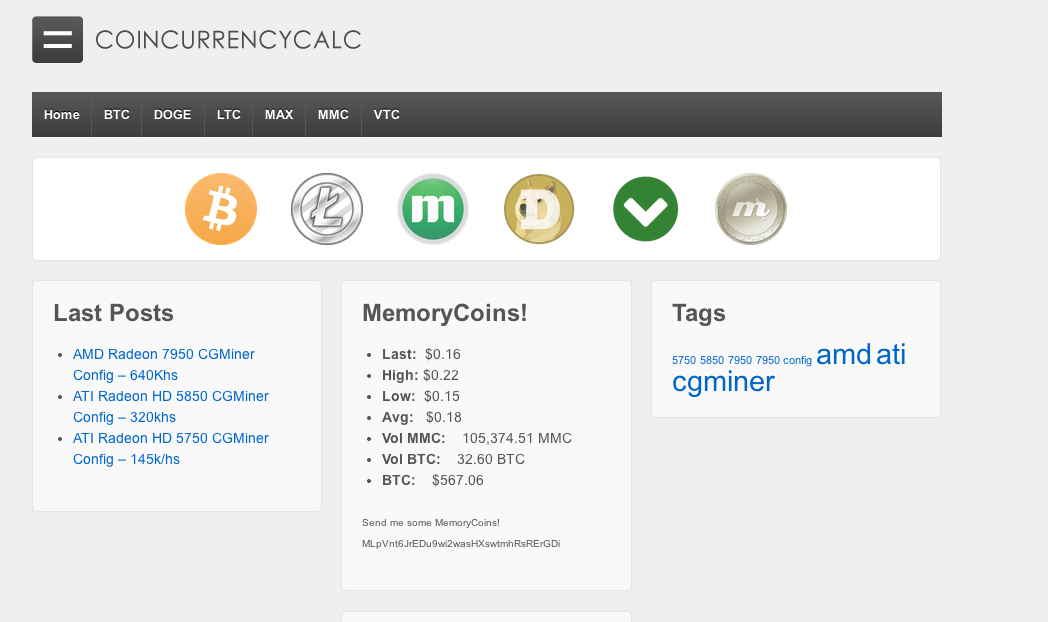 COINCURRENCYCALC
Home BTC DOGE LTC MAX MMC VTC
Last Posts
AMD Radeon 7950 CGMiner
Config – 640Khs
ATI Radeon HD 5850 CGMiner
Config – 320khs
ATI Radeon HD 5750 CGMiner
Config – 145k/hs
MemoryCoins!
Last: $0.16
High: $0.22
Low: $0.15
Avg: $0.18
Vol MMC: 105,374.51 MMC
Vol BTC: 32.60 BTC
BTC: $567.06
Send me some MemoryCoins!
MLpVnt6JrEDu9wi2wasHXswtmhRsRErGDi
Tags
5750 5850 7950 7950 config amd ati
cgminer